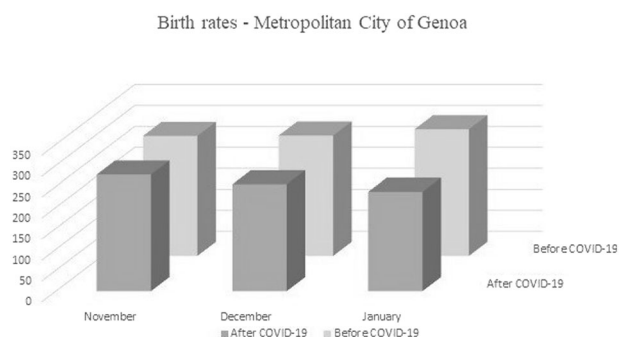 Birth rates - Metropolitan City of Genoa
350
300
250
200
150
100
50
0
Before COVID-19
After COVID-19
November
December
January
After COVID-19
Before COVID-19